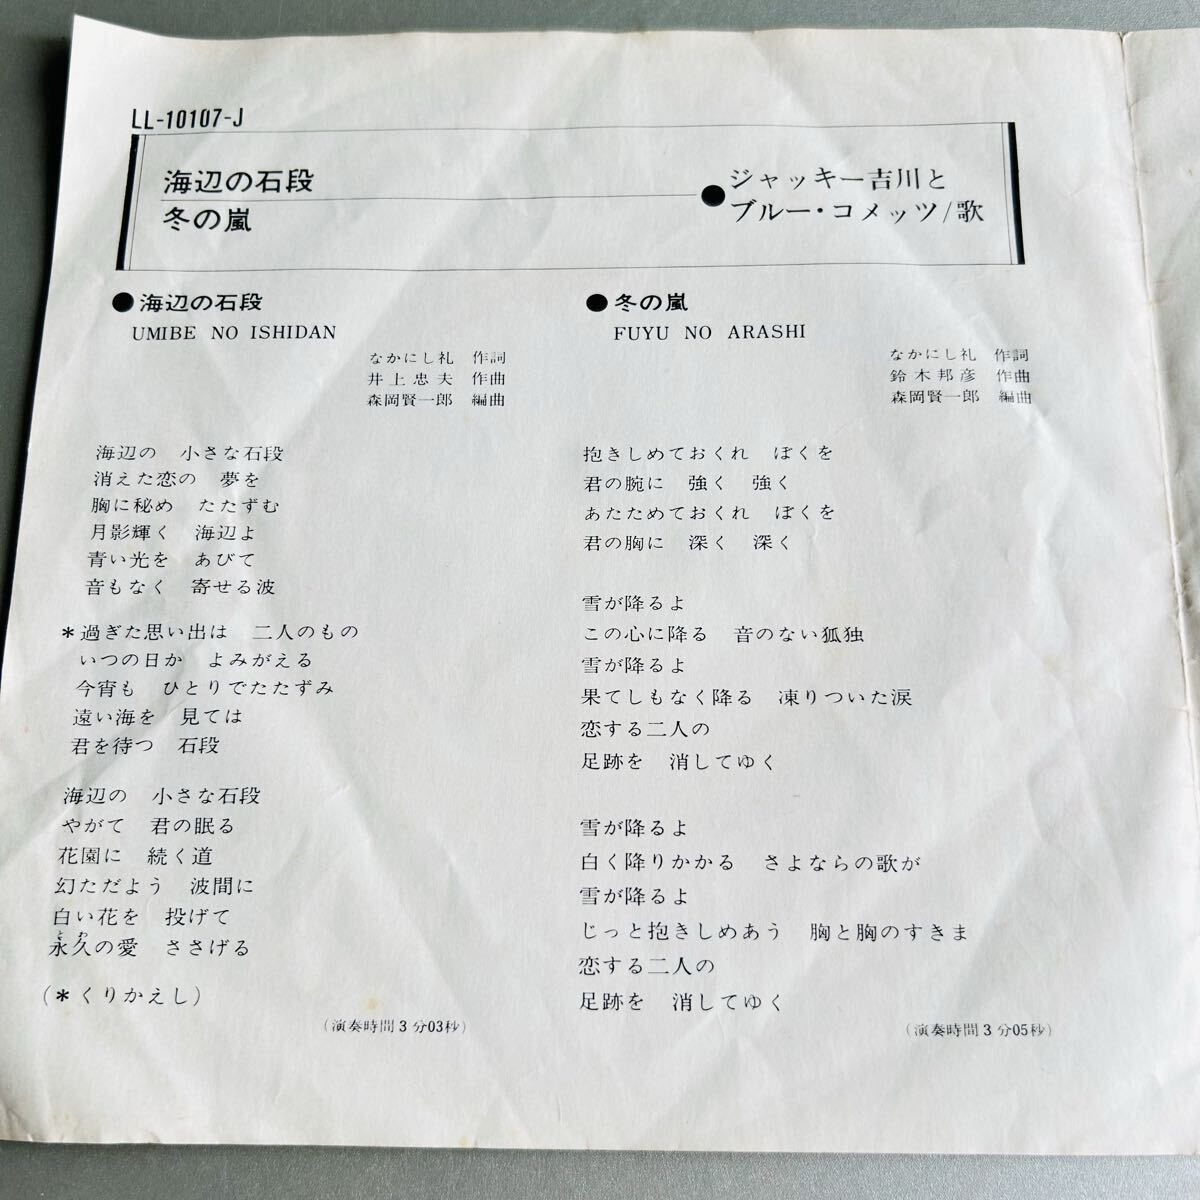 LL-10107-J
海辺の石段
冬の嵐
●ジャッキー吉川と
ブルー・コメッツ/歌
●海辺の石段
UMIBE NO ISHIDAN
なかにし礼 作詞
井上忠夫 作曲
森岡賢一郎 編曲
海辺の 小さな石段
消えた恋の 夢を
胸に秘め たたずむ
月影輝く 海辺よ
青い光を あびて
音もなく 寄せる波
*過ぎた思い出は 二人のもの
いつの日か よみがえる
今宵も ひとりでたたずみ
遠い海を 見ては
君を待つ 石段
海辺の 小さな石段
やがて 君の眠る
花園に 続く道
幻ただよう 波間に
白い花を 投げて
とわ
永久の愛 ささげる
(*くりかえし)
(演奏時間3分03秒)
●冬の嵐
FUYU NO ARASHI
なかにし礼 作詞
鈴木邦彦 作曲
森岡賢一郎 編曲
抱きしめておくれ ぼくを
君の腕に 強く 強く
あたためておくれ ぼくを
君の胸に 深く 深く
雪が降るよ
この心に降る 音のない狐独
雪が降るよ
果てしもなく降る 凍りついた涙
恋する二人の
足跡を 消してゆく
雪が降るよ
白く降りかかる さよならの歌が
雪が降るよ
じっと抱きしめあう 胸と胸のすきま
恋する二人の
足跡を 消してゆく
(演奏時間3分05秒)